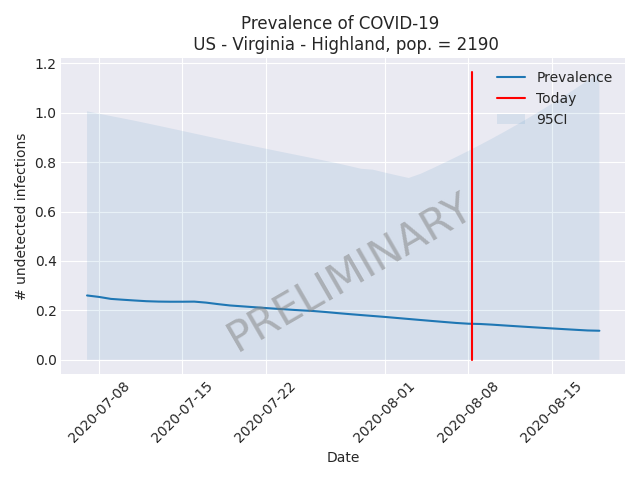 Prevalence of COVID-19
US - Virginia - Highland, pop. = 2190
1.2
1.0
0.8
0.6
0.4
0.2
0.0
# undetected infections
Prevalence
Today
95CI
PRELIMINARY
2020-07-08
2020-07-15
2020-07-22
2020-08-01
2020-08-08
2020-08-15
Date